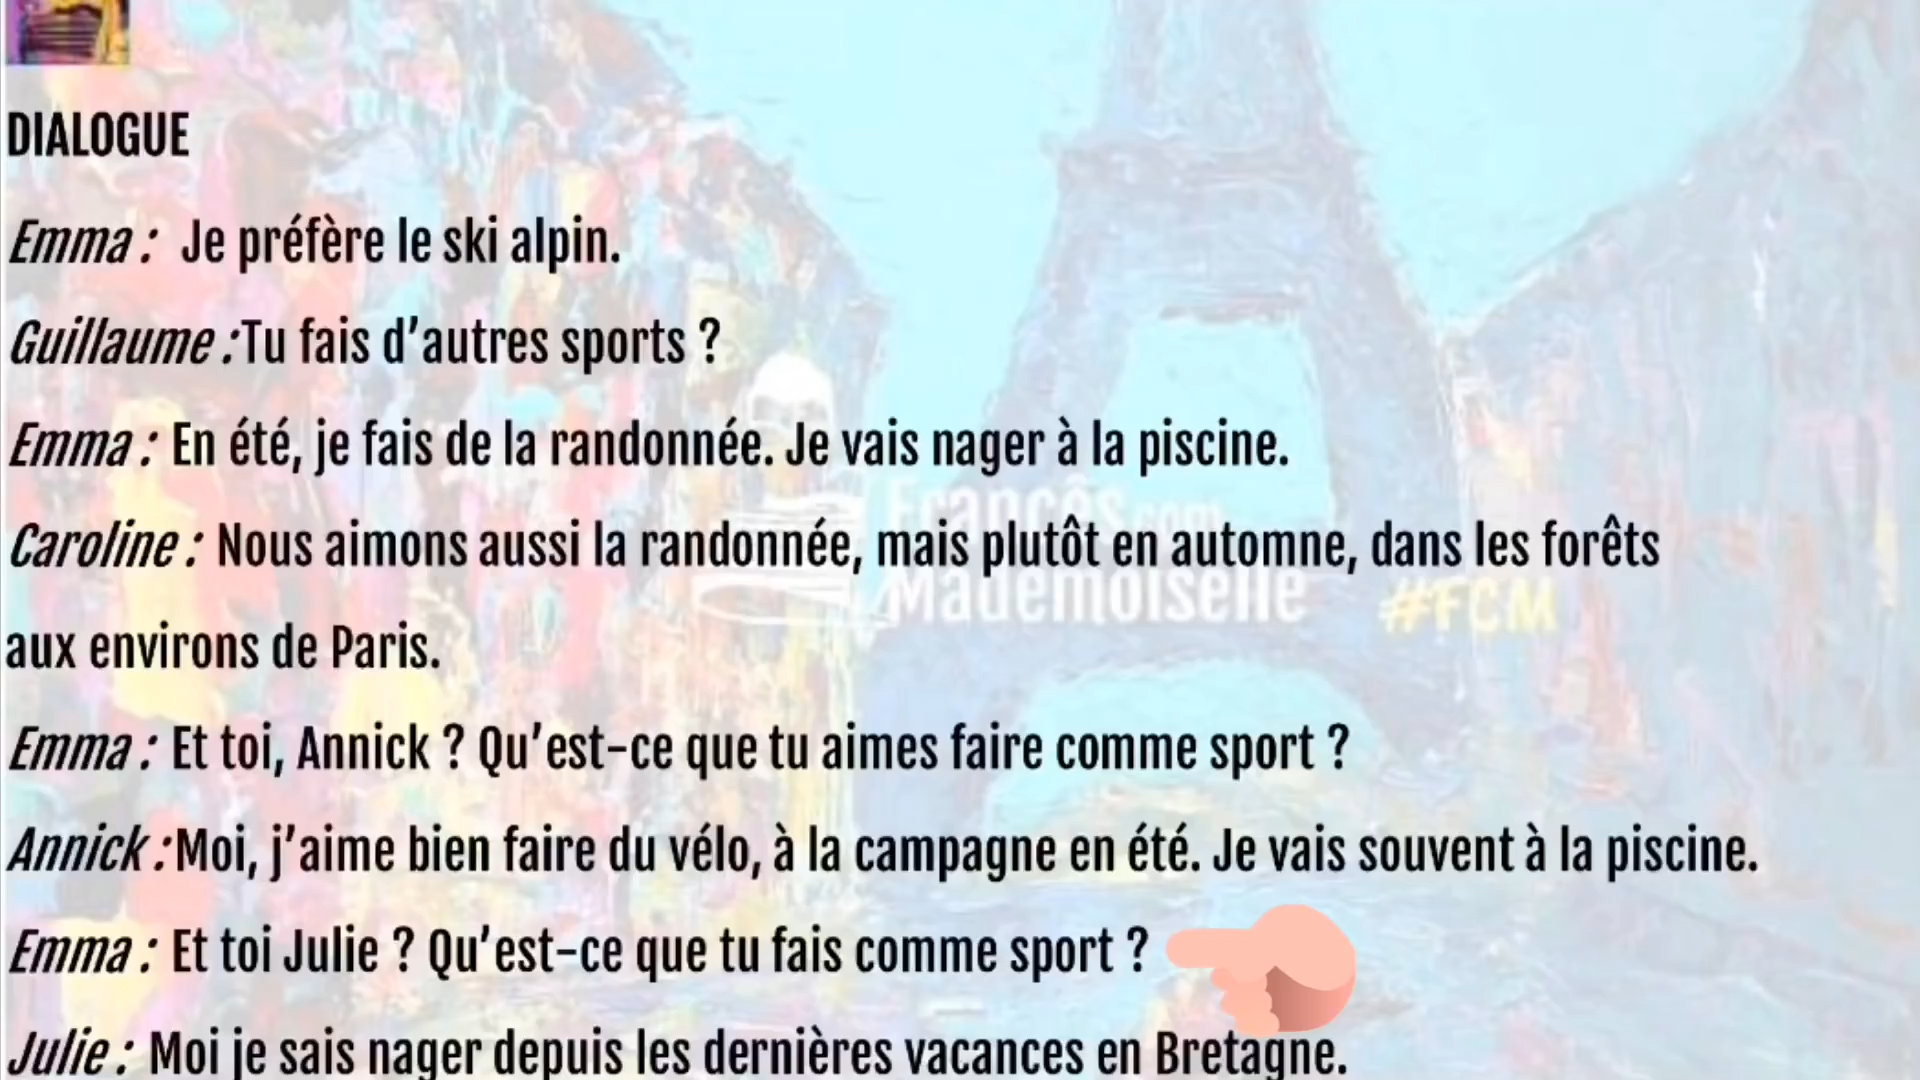 DIALOGUE
Emma : Je préfère le ski alpin.
Guillaume :Tu fais d’autres sports ?
Emma : En été, je fais de la randonnée. Je vais nager à la piscine.
Francês.com
Caroline : Nous aimons aussi la randonnée, mais plutôt en automne, dans les forêts
Mademoiselle #FCM
aux environs de Paris.
Emma : Et toi, Annick ? Qu’est-ce que tu aimes faire comme sport ?
Annick :Moi, j’aime bien faire du vélo, à la campagne en été. Je vais souvent à la piscine.
Emma : Et toi Julie ? Qu’est-ce que tu fais comme sport ?
Julie : Moi je sais nager depuis les dernières vacances en Bretagne.